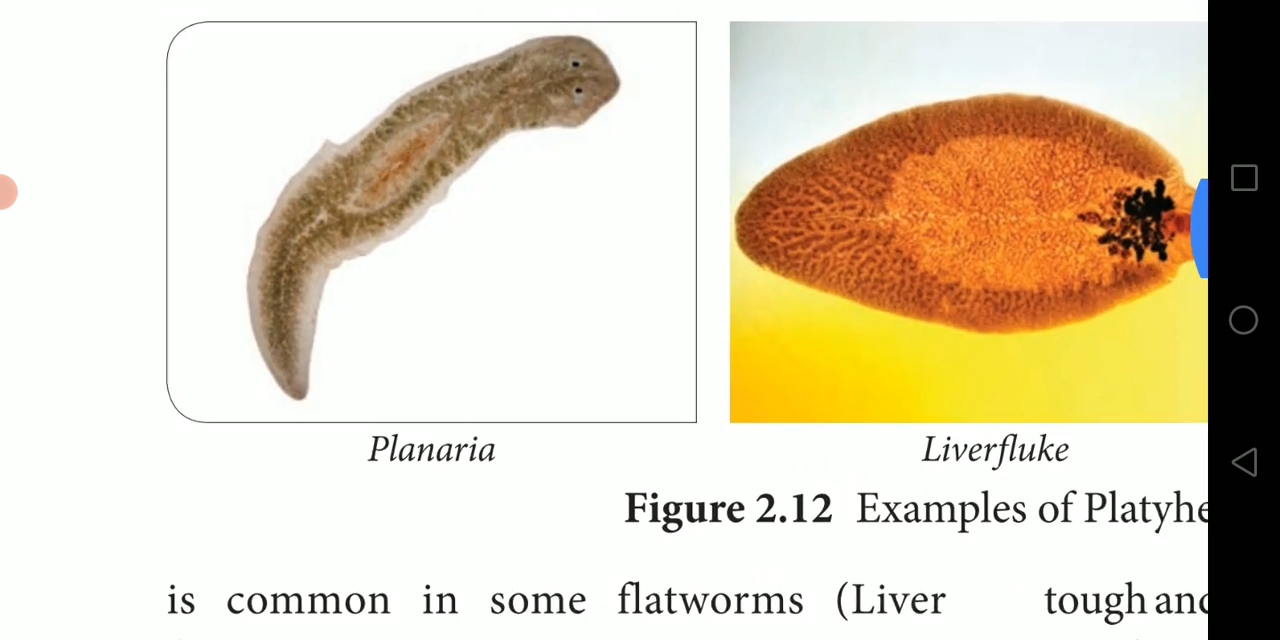 Planaria
Liverfluke
Figure 2.12 Examples of Platyhe
is common in some flatworms (Liver
tough and